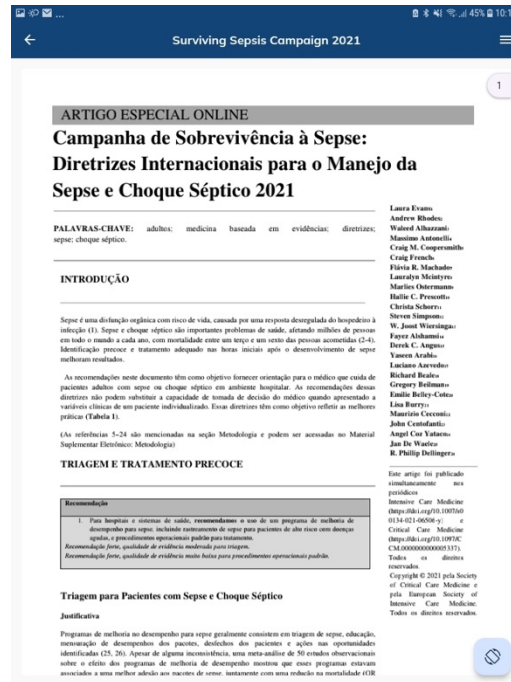 45% 10:1
Surviving Sepsis Campaign 2021
1
ARTIGO ESPECIAL ONLINE
Campanha de Sobrevivência à Sepse:
Diretrizes Internacionais para o Manejo da
Sepse e Choque Séptico 2021
PALAVRAS-CHAVE: adultos; medicina baseada em evidências; diretrizes;
sepse; choque séptico.
INTRODUÇÃO
Sepse é uma disfunção orgânica com risco de vida, causada por uma resposta desregulada do hospedeiro à
infecção (1). Sepse e choque séptico são importantes problemas de saúde, afetando milhões de pessoas
em todo o mundo a cada ano, com mortalidade entre um terço e um sexto das pessoas acometidas (2-4).
Identificação precoce e tratamento adequado nas horas iniciais após o desenvolvimento de sepse
melhoram resultados.
As recomendações neste documento têm como objetivo fornecer orientação para o médico que cuida de
pacientes adultos com sepse ou choque séptico em ambiente hospitalar. As recomendações dessas
diretrizes não podem substituir a capacidade de tomada de decisão do médico quando apresentado a
variáveis clínicas de um paciente individualizado. Essas diretrizes têm como objetivo refletir as melhores
práticas (Tabela 1).
(As referências 5-24 são mencionadas na seção Metodologia e podem ser acessadas no Material
Suplementar Eletrônico: Metodologia)
TRIAGEM E TRATAMENTO PRECOCE
Recomendação
1. Para hospitais e sistemas de saúde, recomendamos o uso de um programa de melhoria de
desempenho para sepse, incluindo rastreamento de sepse para pacientes de alto risco com doenças
agudas, e procedimentos operacionais padrão para tratamento.
Recomendação forte, qualidade de evidência moderada para triagem.
Recomendação forte, qualidade de evidência muito baixa para procedimentos operacionais padrão.
Triagem para Pacientes com Sepse e Choque Séptico
Justificativa
Programas de melhoria no desempenho para sepse geralmente consistem em triagem de sepse, educação,
mensuração de desempenho dos pacotes, desfechos dos pacientes e ações nas oportunidades
identificadas (25, 26). Apesar de alguma inconsistência, uma meta-análise de 50 estudos observacionais
sobre o efeito dos programas de melhoria de desempenho mostrou que esses programas estavam
associados a uma melhor adesão aos pacotes de sepse, juntamente com uma redução na mortalidade (OR
Laura Evans
Andrew Rhodes
Waleed Alhazzani
Massimo Antonelli
Craig M. Coopersmith
Craig French
Flávia R. Machado
Lauralyn Mcintyre
Marlies Ostermann
Hallie C. Prescott
Christa Schorr
Steven Simpson
W. Joost Wiersinga
Fayez Alshamsi
Derek C. Angus
Yaseen Arabi
Luciano Azevedo
Richard Beale
Gregory Beilman
Emilie Belley-Cote
Lisa Burry
Maurizio Cecconi
John Centofanti
Angel Coz Yataco
Jan De Waele
R. Phillip Dellinger
Este artigo foi publicado
simultaneamente nos
periódicos
Intensive Care Medicine
(https://doi.org/10.1007/s0
0134-021-06506-y) e
Critical Care Medicine
(https://doi.org/10.1097/C
CM.0000000000005337).
Todos os direitos
reservados.
Copyright © 2021 pela Society
of Critical Care Medicine e
pela European Society of
Intensive Care Medicine.
Todos os direitos reservados.